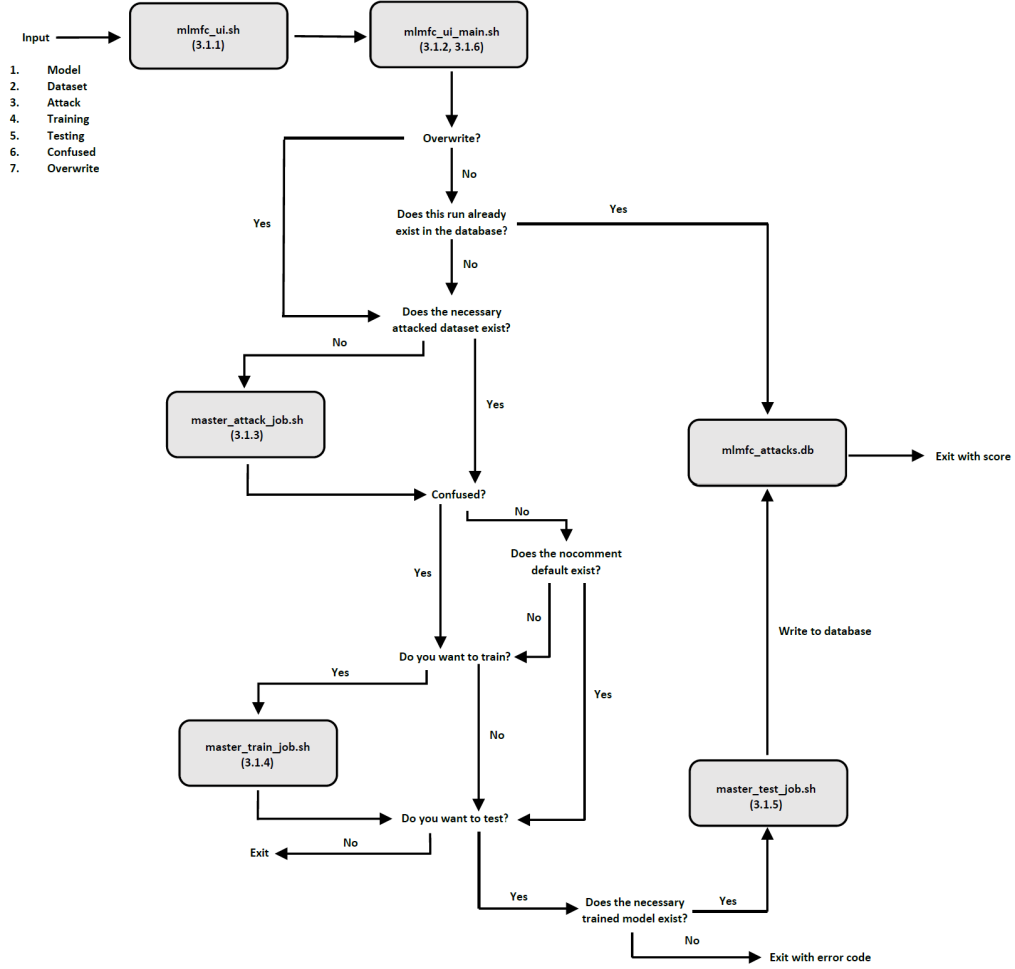 Input
mlmfc_ui.sh
(3.1.1)
mlmfc_ui_main.sh
(3.1.2, 3.1.6)
1. Model
2. Dataset
3. Attack
4. Training
5. Testing
6. Confused
7. Overwrite
Overwrite?
No
Yes
Does this run already
exist in the database?
Yes
No
Does the necessary
attacked dataset exist?
No
Yes
master_attack_job.sh
(3.1.3)
mlmfc_attacks.db
Exit with score
Confused?
No
Does the nocomment
default exist?
Yes
No
Yes
Write to database
Do you want to train?
Yes
No
master_train_job.sh
(3.1.4)
master_test_job.sh
(3.1.5)
Do you want to test?
No
Exit
Yes
Does the necessary
trained model exist?
Yes
No
Exit with error code